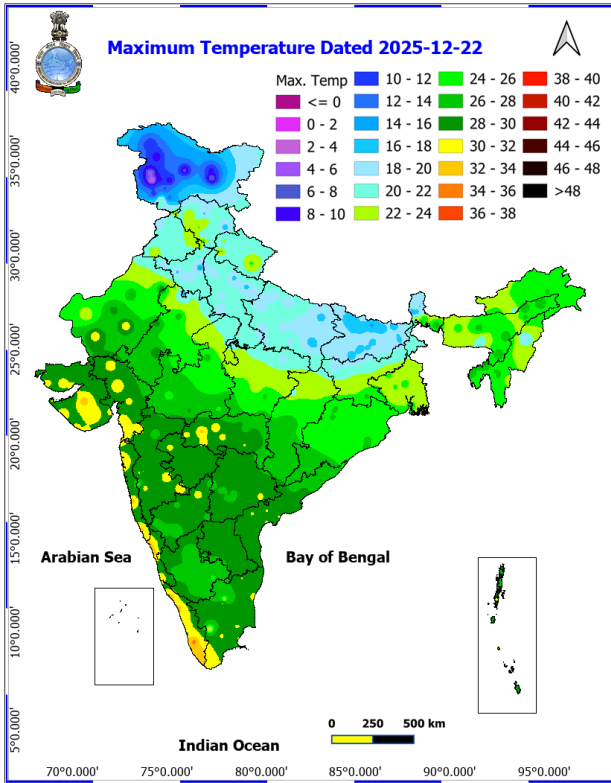 Maximum Temperature Dated 2025-12-22
Max. Temp
<= 0
0 - 2
2 - 4
4 - 6
6 - 8
8 - 10
10 - 12
12 - 14
14 - 16
16 - 18
18 - 20
20 - 22
22 - 24
24 - 26
26 - 28
28 - 30
30 - 32
32 - 34
34 - 36
36 - 38
38 - 40
40 - 42
42 - 44
44 - 46
46 - 48
>48
40°0.000'
35°0.000'
30°0.000'
25°0.000'
20°0.000'
15°0.000'
10°0.000'
5°0.000'
Arabian Sea
Bay of Bengal
Indian Ocean
0 250 500 km
70°0.000' 75°0.000' 80°0.000' 85°0.000' 90°0.000' 95°0.000'